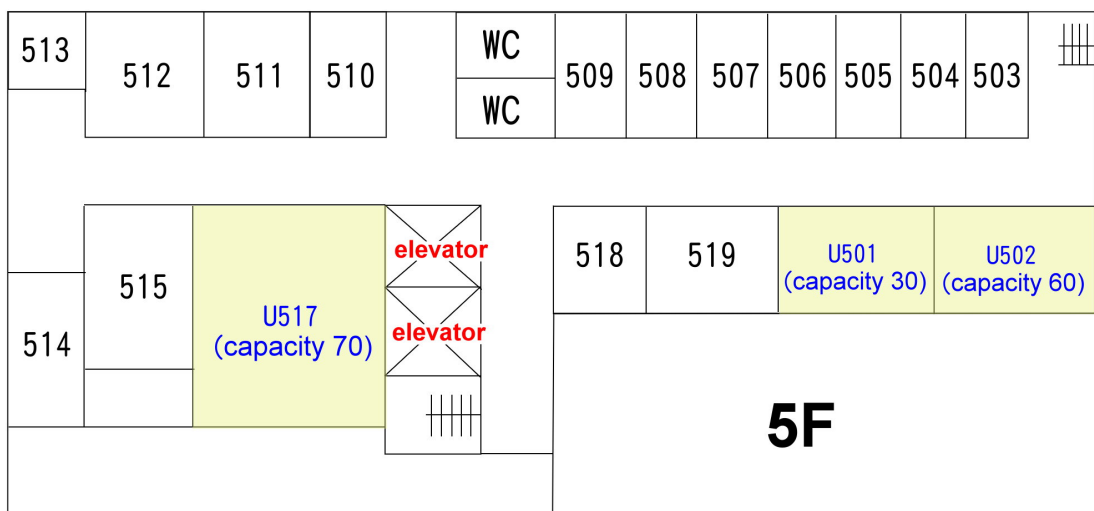 513
512
511
510
WC
WC
509
508
507
506
505
504
503
515
514
U517
(capacity 70)
elevator
elevator
518
519
U501
(capacity 30)
U502
(capacity 60)
5F